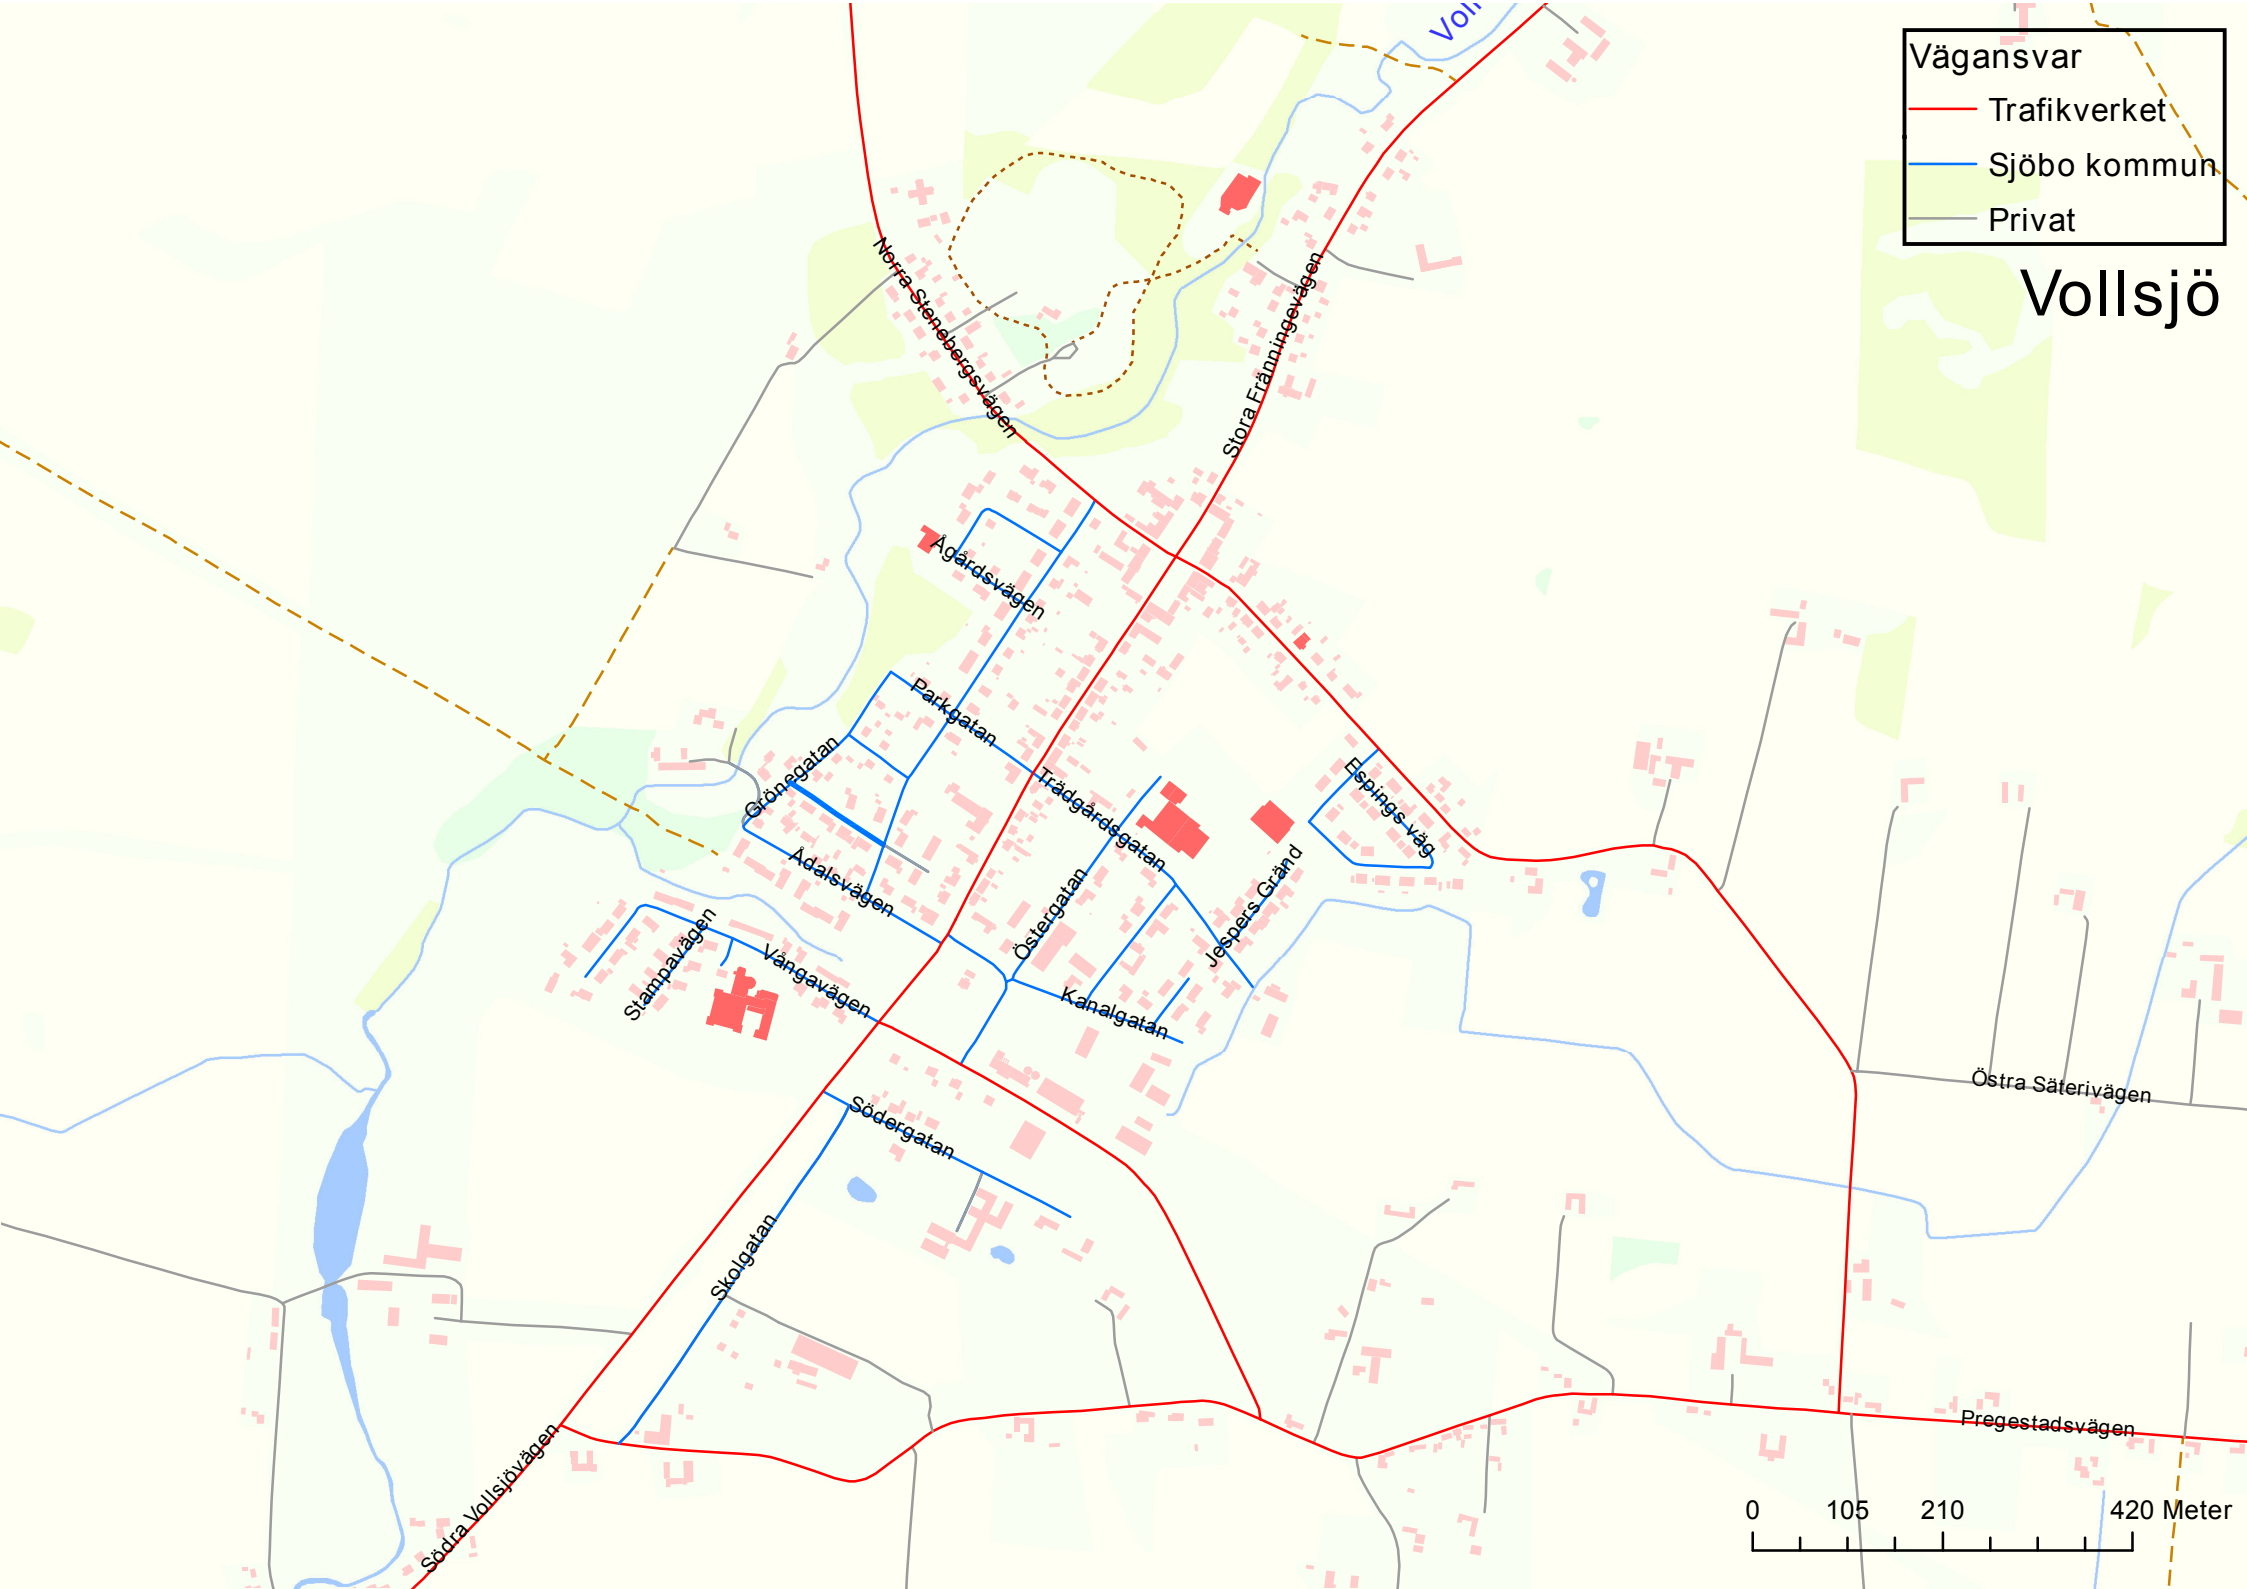 Voll
Vägansvar
Trafikverket
Sjöbo kommun
Privat
Vollsjö
Norra Stenebergsvägen
Stora Fränningevägen
Ågårdsvägen
Parkgatan
Grönegatan
Trädgårdsgatan
Espings väg
Ådalsvägen
Östergatan
Jespers Gränd
Stampavägen
Vångavägen
Kanalgatan
Östra Säterivägen
Södergatan
Skolgatan
Pregestadsvägen
Södra Vollsjövägen
0 105 210 420 Meter